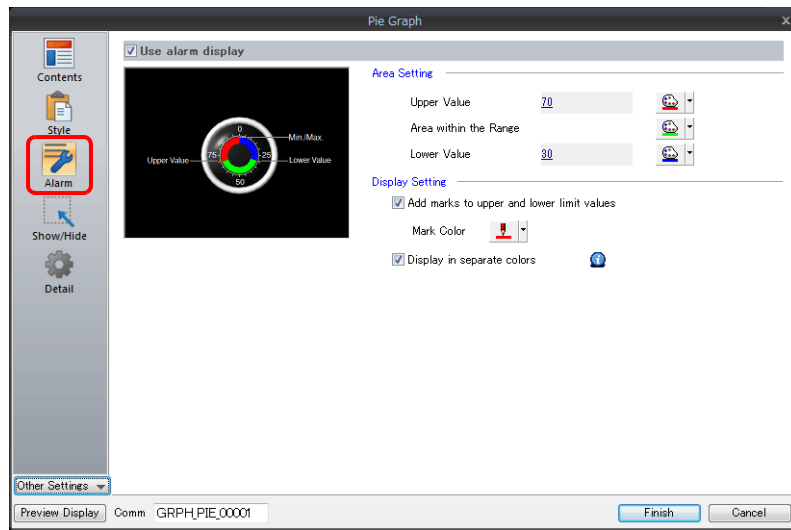 Pie Graph
x
Contents
Style
Alarm
Show/Hide
Detail
Other Settings
Use alarm display
0
Min./Max.
Upper Value
75
25
Lower Value
50
Area Setting
Upper Value 70
Area within the Range
Lower Value 30
Display Setting
Add marks to upper and lower limit values
Mark Color
Display in separate colors
Preview Display Comm GRPH_PIE_00001 Finish Cancel